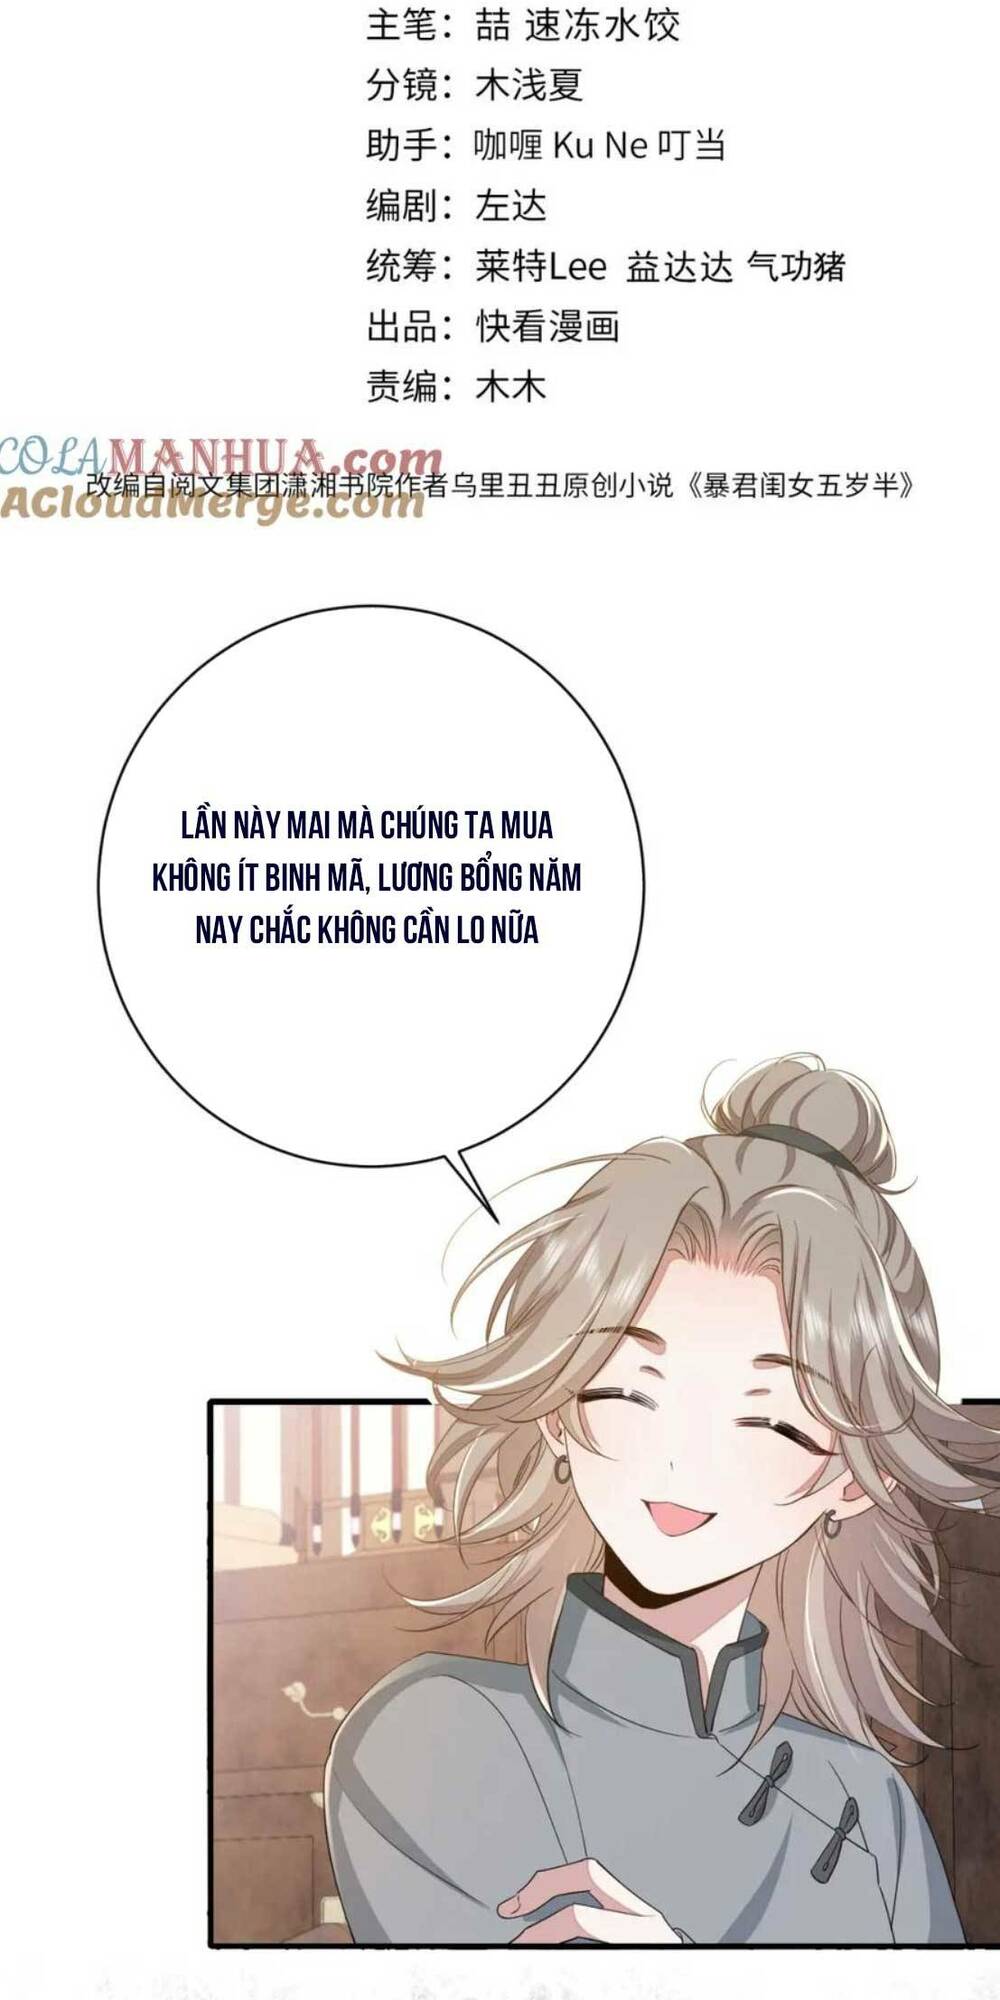 主笔：喆 速冻水饺
分镜：木浅夏
助手：咖喱 Ku Ne 叮当
编剧：左达
统筹：莱特Lee 益达达 气功猪
出品：快看漫画
责编：木木
COLAMANHUA.COM
改编自阅文集团潇湘书院作者乌里丑丑原创小说《暴君闺女五岁半》
Acloudmerge.com
LẦN NÀY MAI MÀ CHÚNG TA MUA
KHÔNG ÍT BINH MÃ, LƯƠNG BỔNG NĂM
NAY CHẮC KHÔNG CẦN LO NỮA